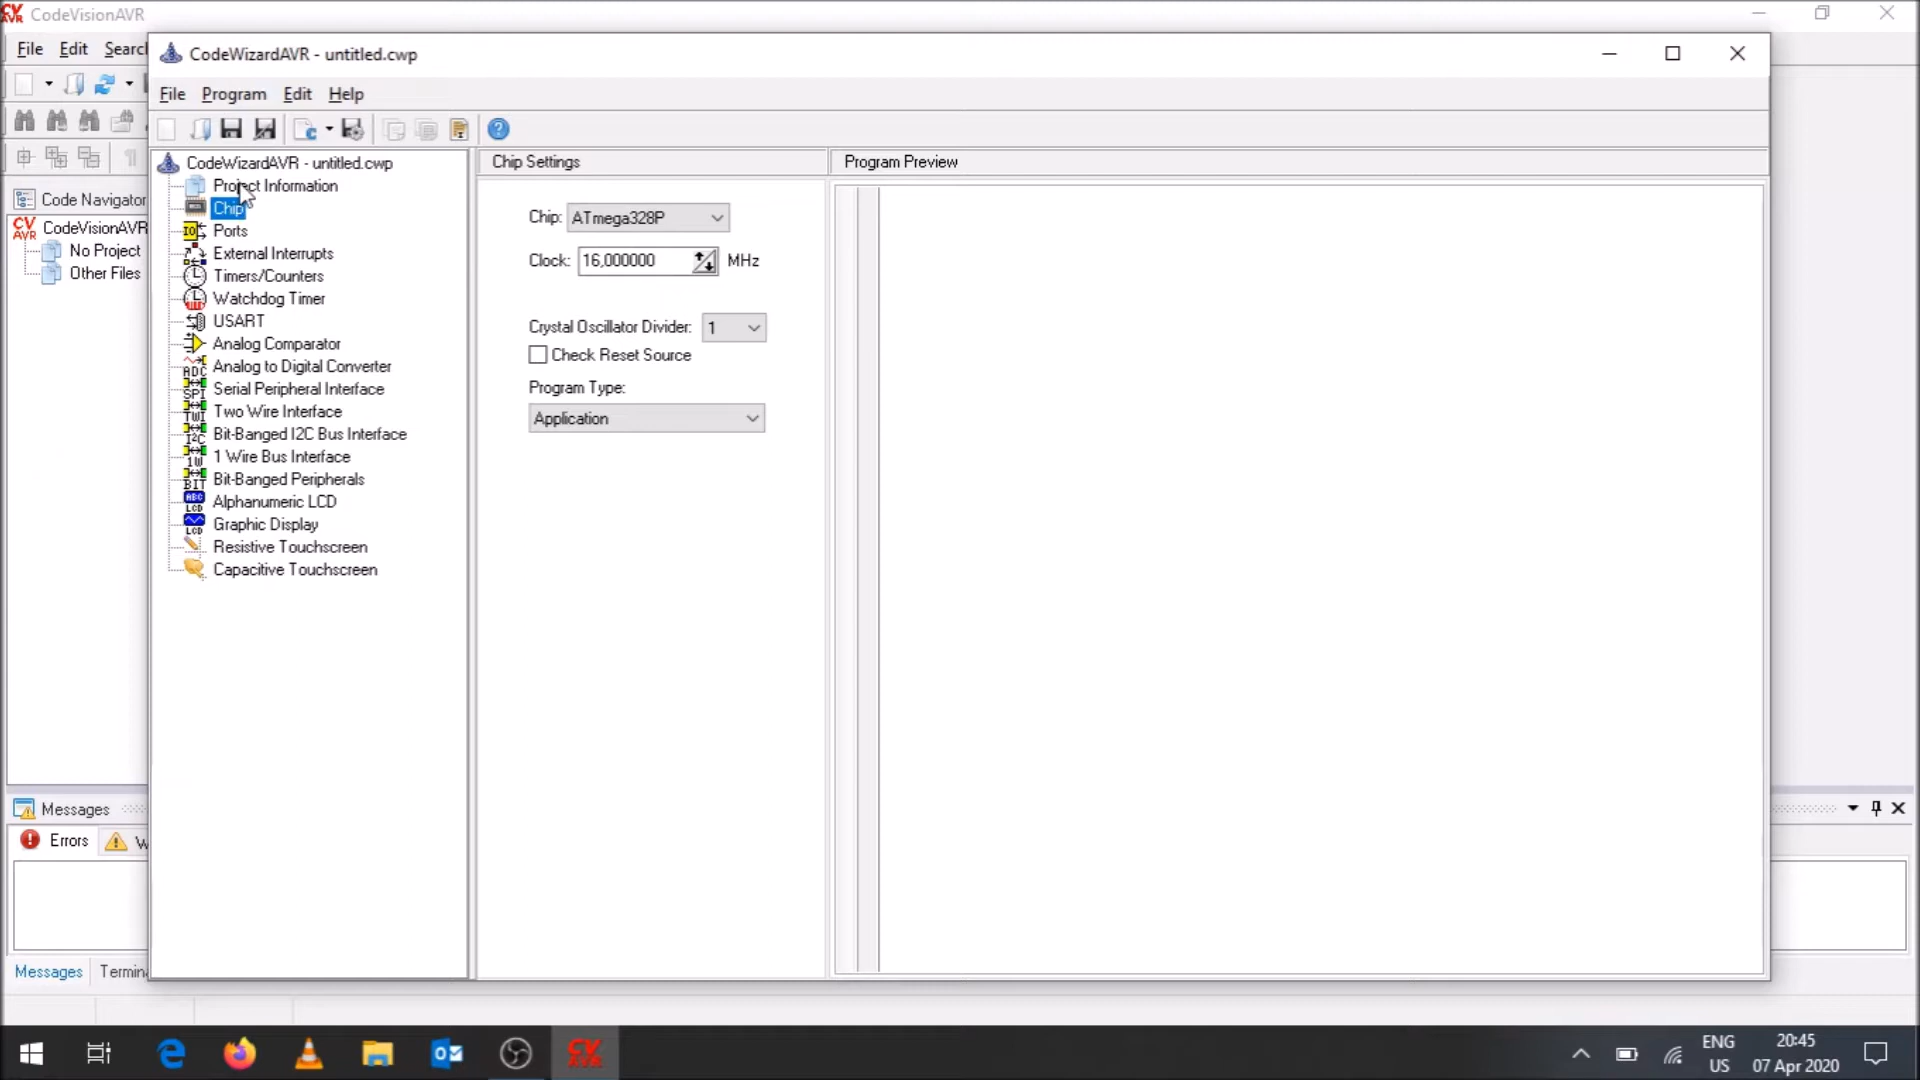 CodeVisionAVR
File Edit Search
CodeWizardAVR - untitled.cwp
File Program Edit Help
CodeWizardAVR - untitled.cwp
Project Information
Chip
Ports
External Interrupts
Timers/Counters
Watchdog Timer
USART
Analog Comparator
Analog to Digital Converter
Serial Peripheral Interface
Two Wire Interface
Bit-Banged I2C Bus Interface
1 Wire Bus Interface
Bit-Banged Peripherals
Alphanumeric LCD
Graphic Display
Resistive Touchscreen
Capacitive Touchscreen
Chip Settings
Chip: ATmega328P
Clock: 16,000000 MHz
Crystal Oscillator Divider: 1
Check Reset Source
Program Type:
Application
Program Preview
Code Navigator
CodeVisionAVR
No Project
Other Files
Messages
Errors W
Messages Termin
ENG
US
20:45
07 Apr 2020